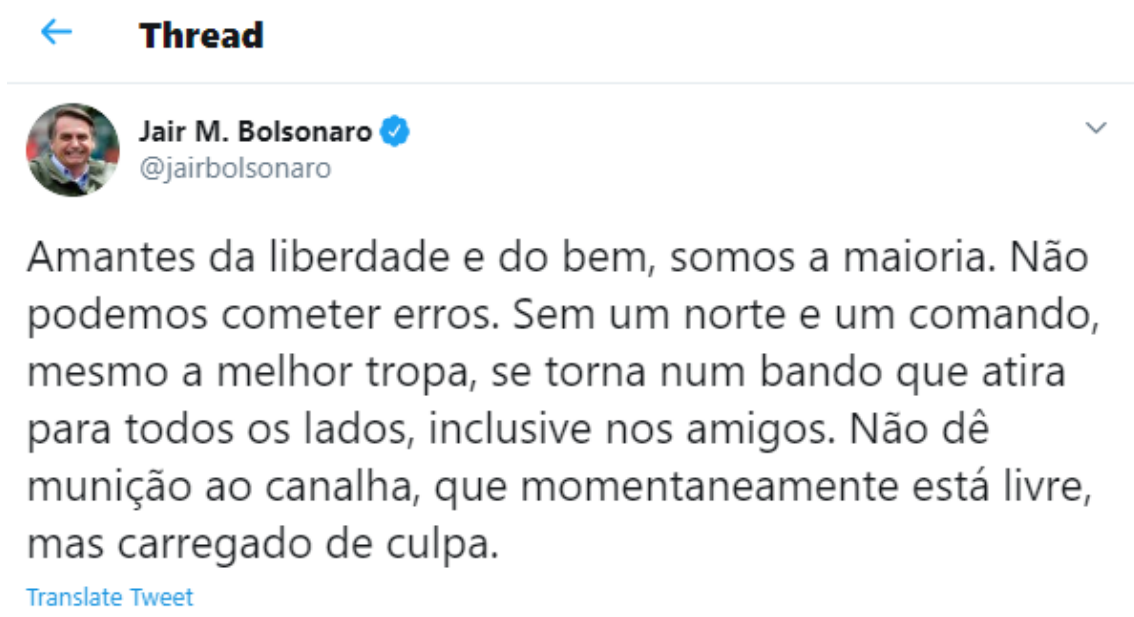 Thread
Jair M. Bolsonaro
@jairbolsonaro
Amantes da liberdade e do bem, somos a maioria. Não
podemos cometer erros. Sem um norte e um comando,
mesmo a melhor tropa, se torna num bando que atira
para todos os lados, inclusive nos amigos. Não dê
munição ao canalha, que momentaneamente está livre,
mas carregado de culpa.
Translate Tweet